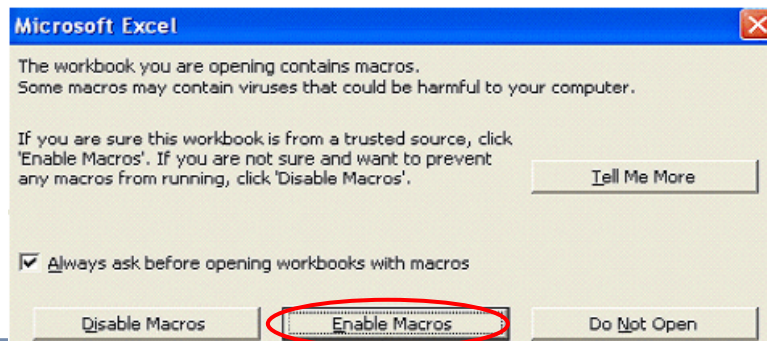 Microsoft Excel
The workbook you are opening contains macros.
Some macros may contain viruses that could be harmful to your computer.
If you are sure this workbook is from a trusted source, click
'Enable Macros'. If you are not sure and want to prevent
any macros from running, click 'Disable Macros'.
Tell Me More
Always ask before opening workbooks with macros
Disable Macros
Enable Macros
Do Not Open